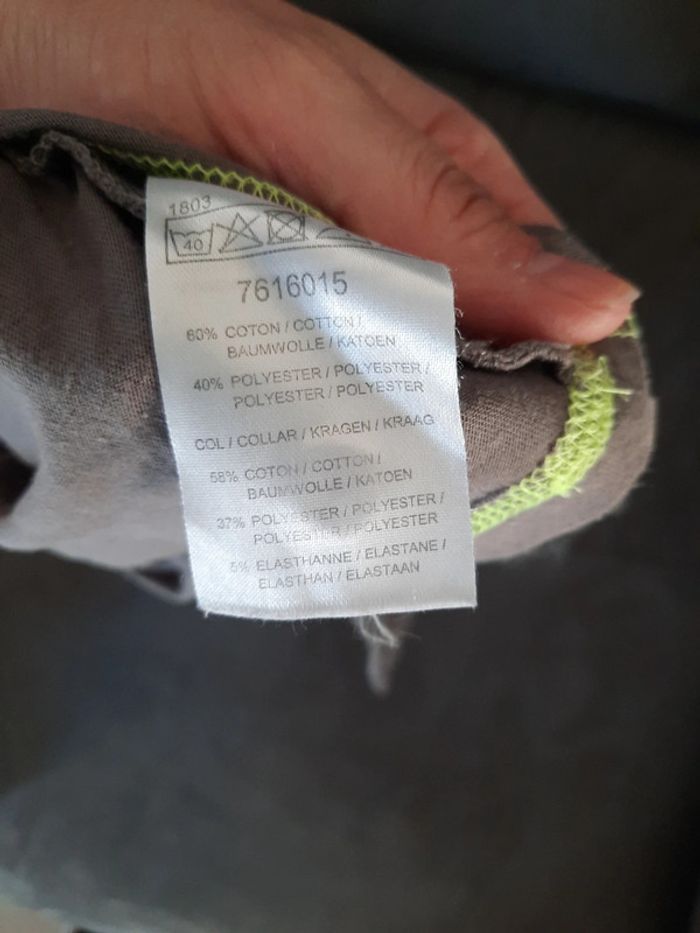 1803
40
7616015
60% COTON / COTTON /
BAUMWOLLE / KATOEN
40% POLYESTER / POLYESTER /
POLYESTER / POLYESTER
COL / COLLAR / KRAGEN / KRAAG
58% COTON / COTTON /
BAUMWOLLE / KATOEN
37% POLYESTER / POLYESTER /
POLYESTER / POLYESTER
5% ELASTHANNE / ELASTANE /
ELASTHAN / ELASTAAN